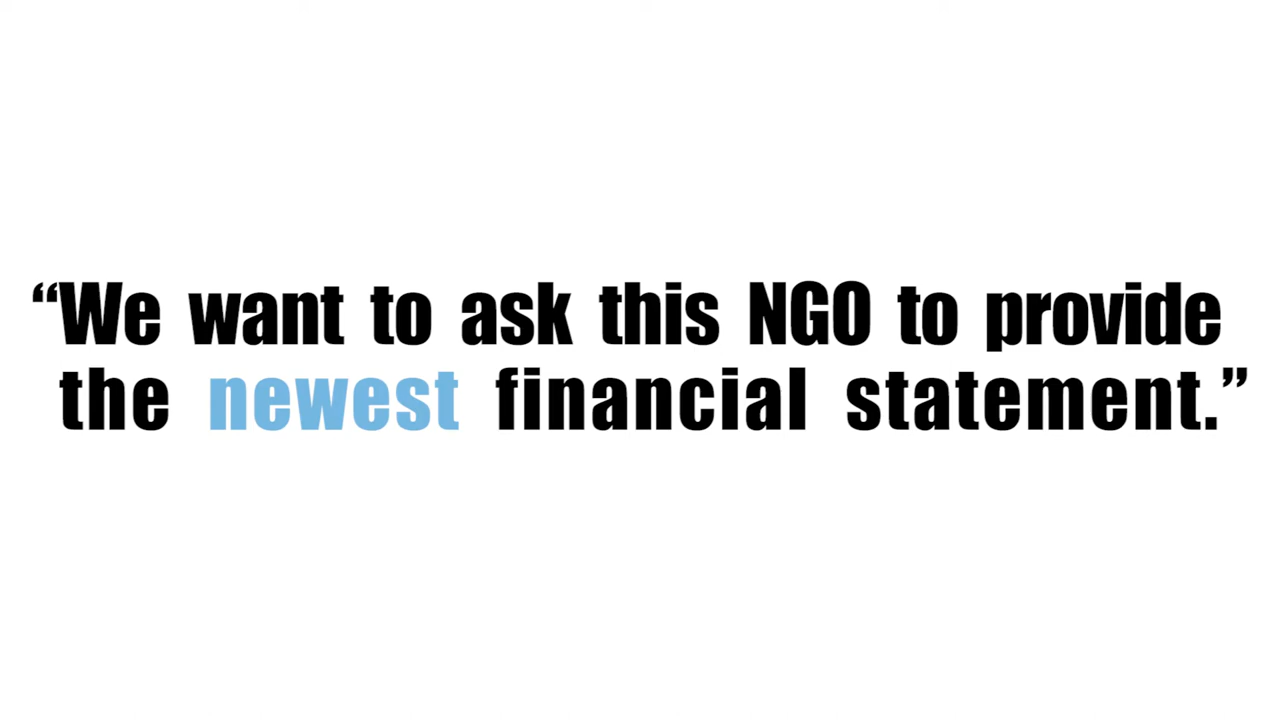 “We want to ask this NGO to provide
the newest financial statement.”